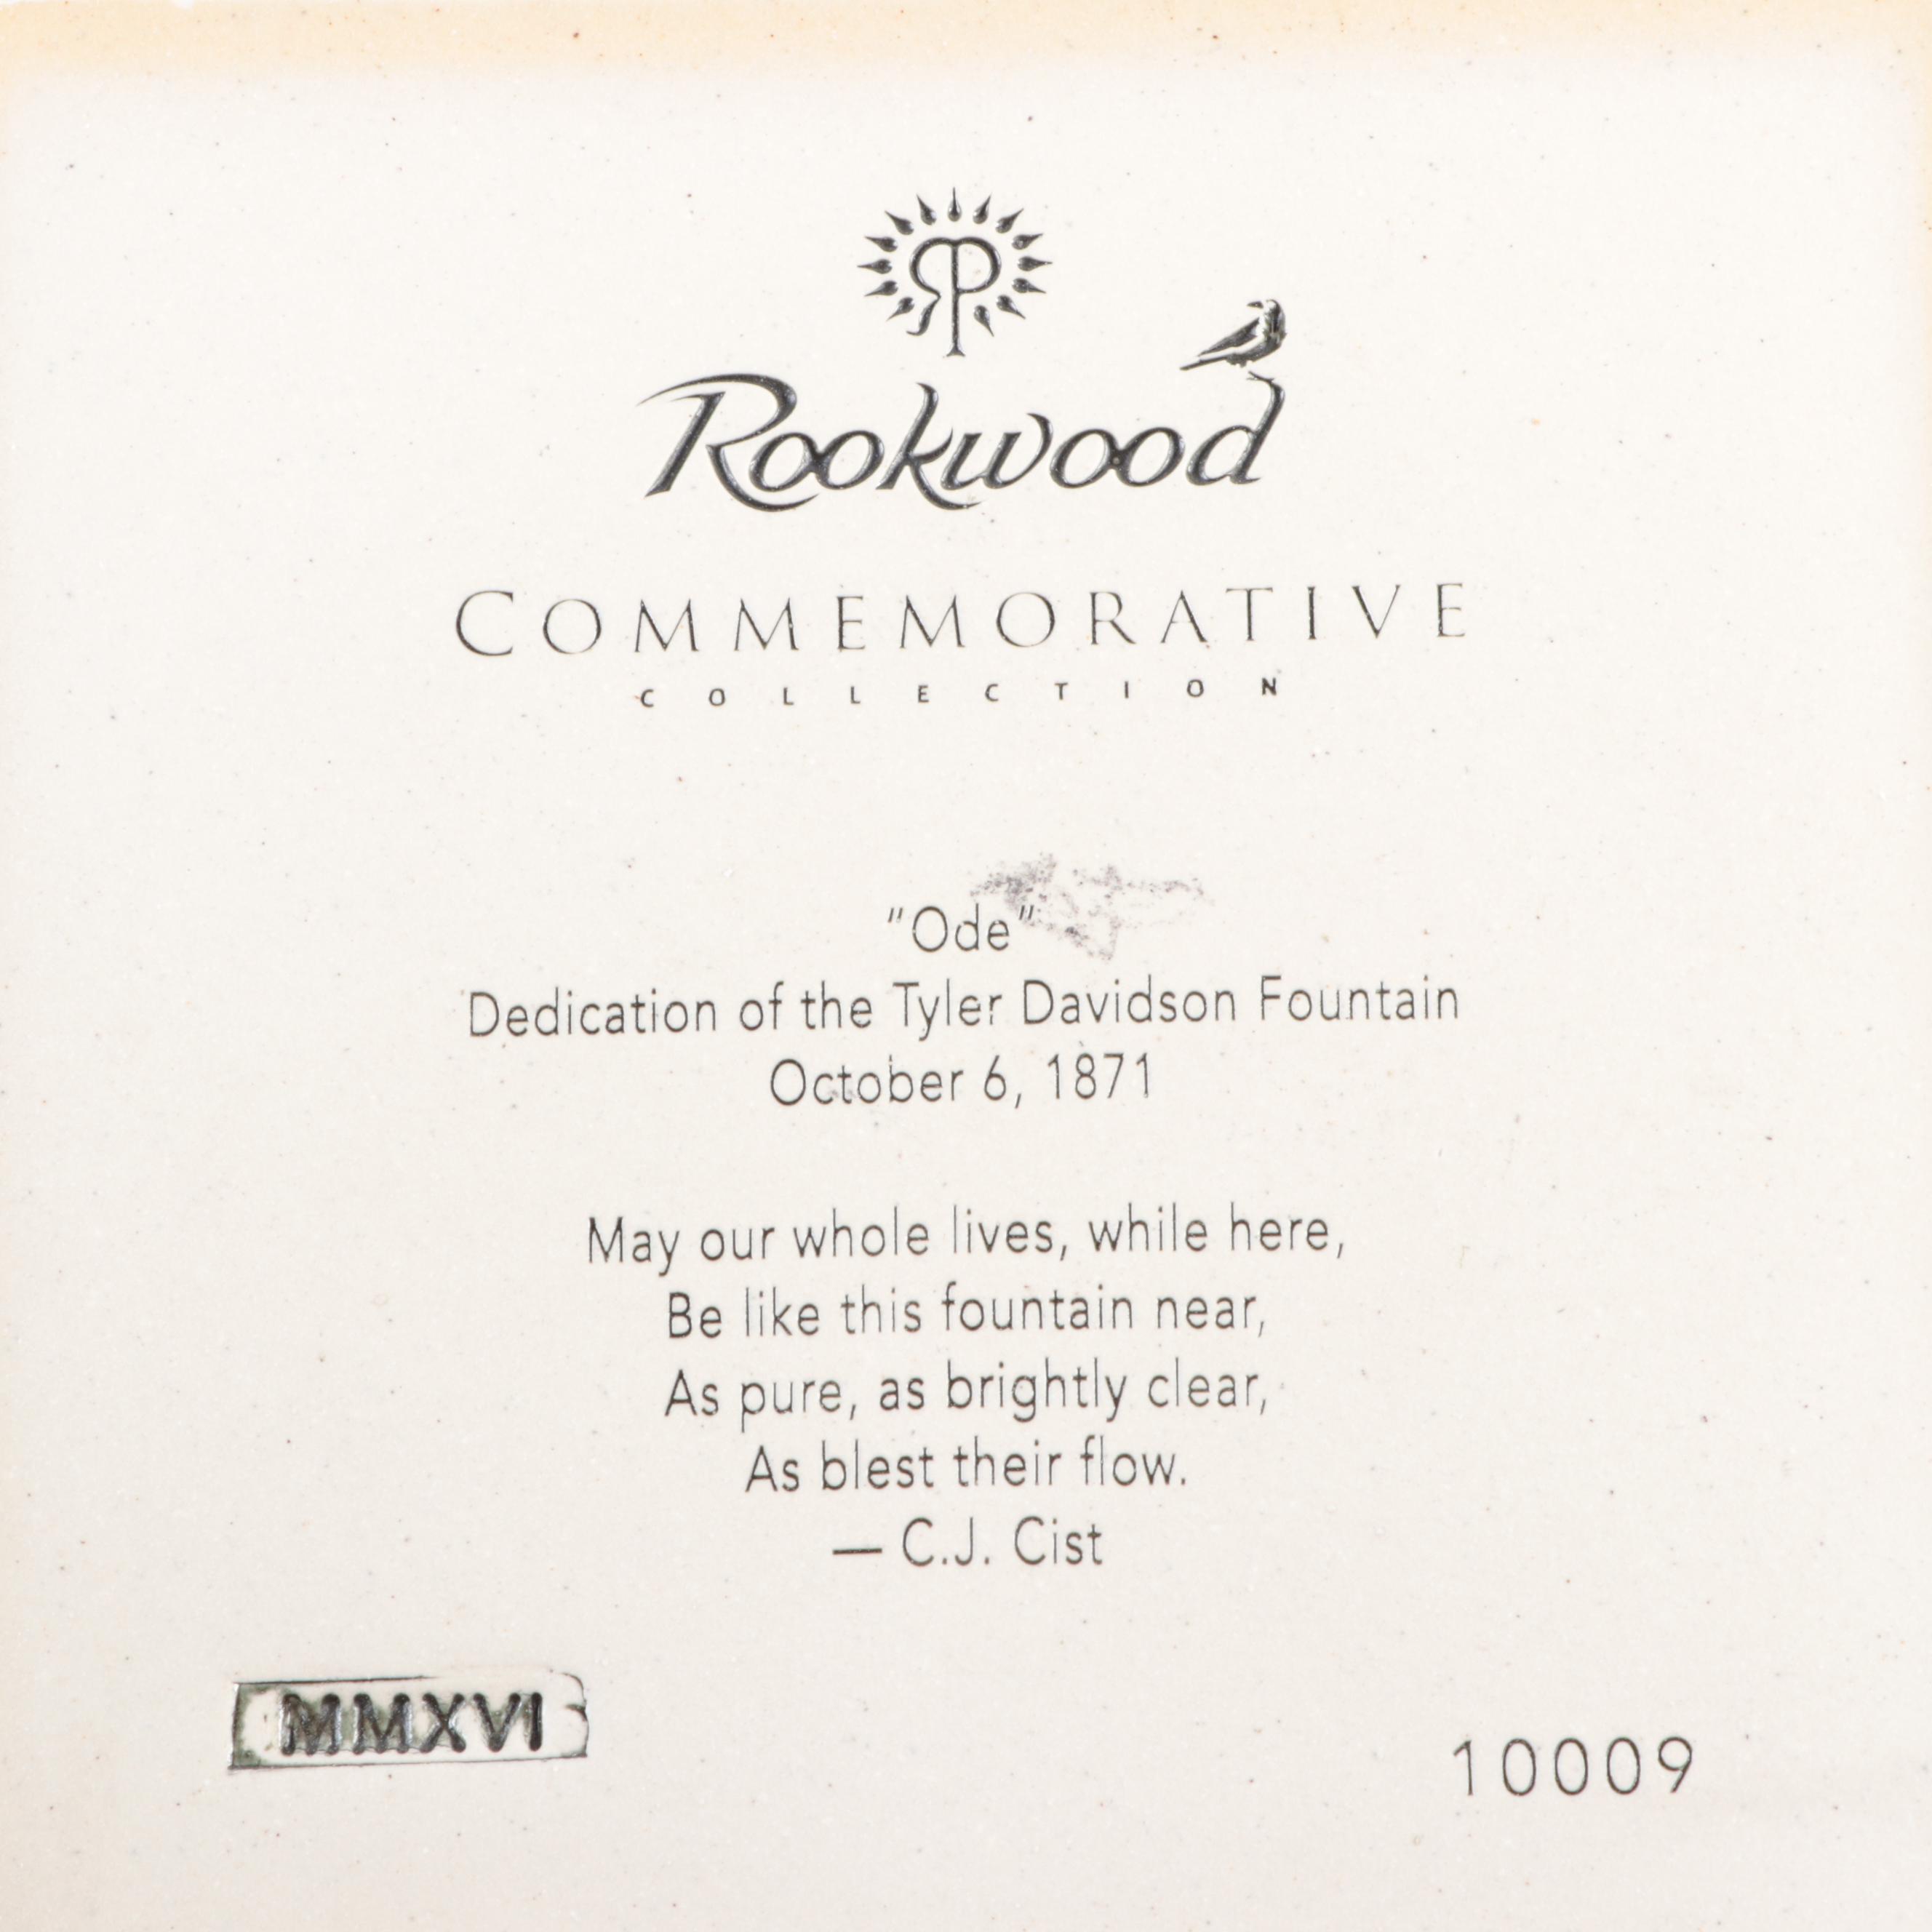 RP
Rookwood
COMMEMORATIVE
COLLECTION
"Ode"
Dedication of the Tyler Davidson Fountain
October 6, 1871
May our whole lives, while here,
Be like this fountain near,
As pure, as brightly clear,
As blest their flow.
— C.J. Cist
MMXVI
10009